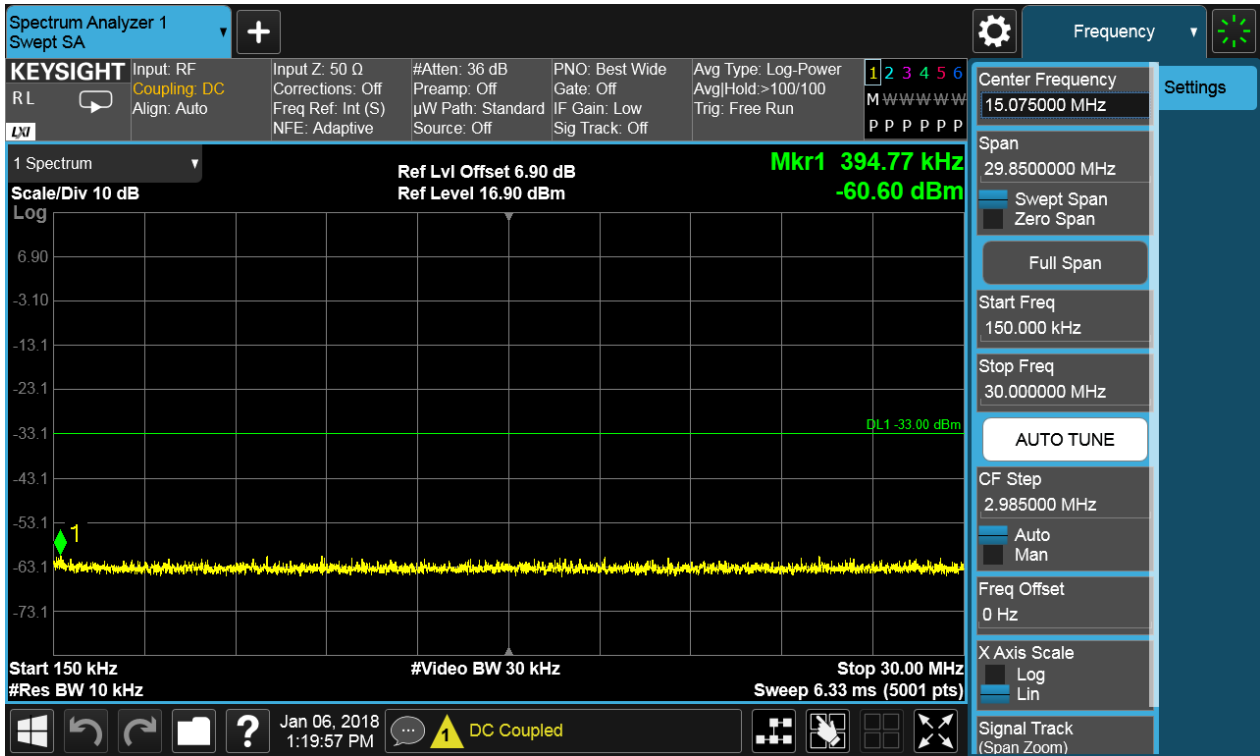 Spectrum Analyzer 1
Swept SA
Frequency
KEYSIGHT
RL
LXI
Input: RF
Coupling: DC
Align: Auto
Input Z: 50 Ω
Corrections: Off
Freq Ref: Int (S)
NFE: Adaptive
#Atten: 36 dB
Preamp: Off
µW Path: Standard
Source: Off
PNO: Best Wide
Gate: Off
IF Gain: Low
Sig Track: Off
Avg Type: Log-Power
Avg|Hold:>100/100
Trig: Free Run
1 2 3 4 5 6
M W W W W W
P P P P P P
Center Frequency
15.075000 MHz
Settings
Span
29.8500000 MHz
Swept Span
Zero Span
Full Span
Start Freq
150.000 kHz
Stop Freq
30.000000 MHz
AUTO TUNE
CF Step
2.985000 MHz
Auto
Man
Freq Offset
0 Hz
X Axis Scale
Log
Lin
Signal Track
(Span Zoom)
1 Spectrum
Scale/Div 10 dB
Log
Ref Lvl Offset 6.90 dB
Ref Level 16.90 dBm
Mkr1 394.77 kHz
-60.60 dBm
6.90
-3.10
-13.1
-23.1
-33.1
-43.1
-53.1
-63.1
-73.1
DL1 -33.00 dBm
1
Start 150 kHz
#Video BW 30 kHz
Stop 30.00 MHz
#Res BW 10 kHz
Sweep 6.33 ms (5001 pts)
?
Jan 06, 2018
1:19:57 PM
1
DC Coupled